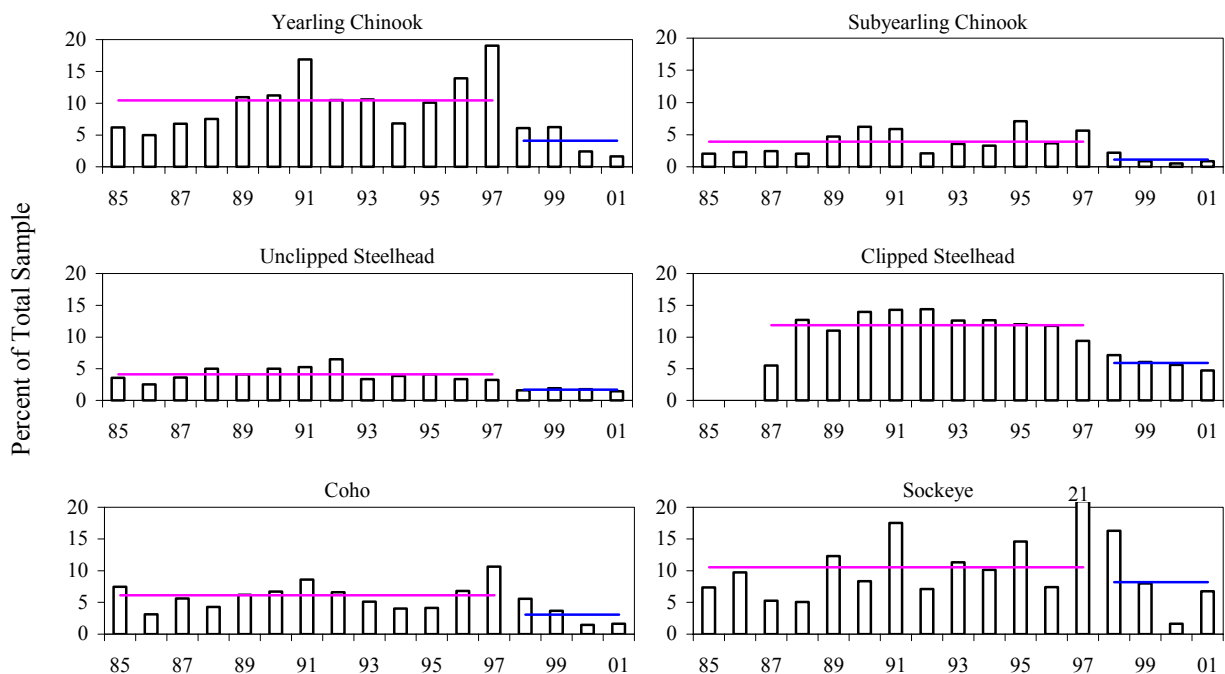 Percent of Total Sample
Yearling Chinook
20
15
10
5
0
85 87 89 91 93 95 97 99 01
Subyearling Chinook
20
15
10
5
0
85 87 89 91 93 95 97 99 01
Unclipped Steelhead
20
15
10
5
0
85 87 89 91 93 95 97 99 01
Clipped Steelhead
20
15
10
5
0
85 87 89 91 93 95 97 99 01
Coho
20
15
10
5
0
85 87 89 91 93 95 97 99 01
Sockeye
21
20
15
10
5
0
85 87 89 91 93 95 97 99 01